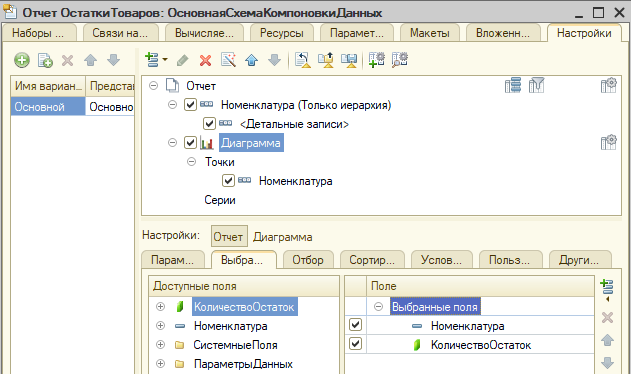 Отчет ОстаткиТоваров: ОсновнаяСхемаКомпоновкиДанных
Наборы ... Связи на... Вычисляе... Ресурсы Парамет... Макеты Вложенн... Настройки
Имя вариан... Представ
Основной Основно
Отчет
Номенклатура (Только иерархия)
<Детальные записи>
Диаграмма
Точки
Номенклатура
Серии
Настройки: Отчет Диаграмма
Парам... Выбра... Отбор Сортир... Услов... Польз... Други...
Доступные поля Поле
КоличествоОстаток Выбранные поля
Номенклатура Номенклатура
СистемныеПоля КоличествоОстаток
ПараметрыДанных